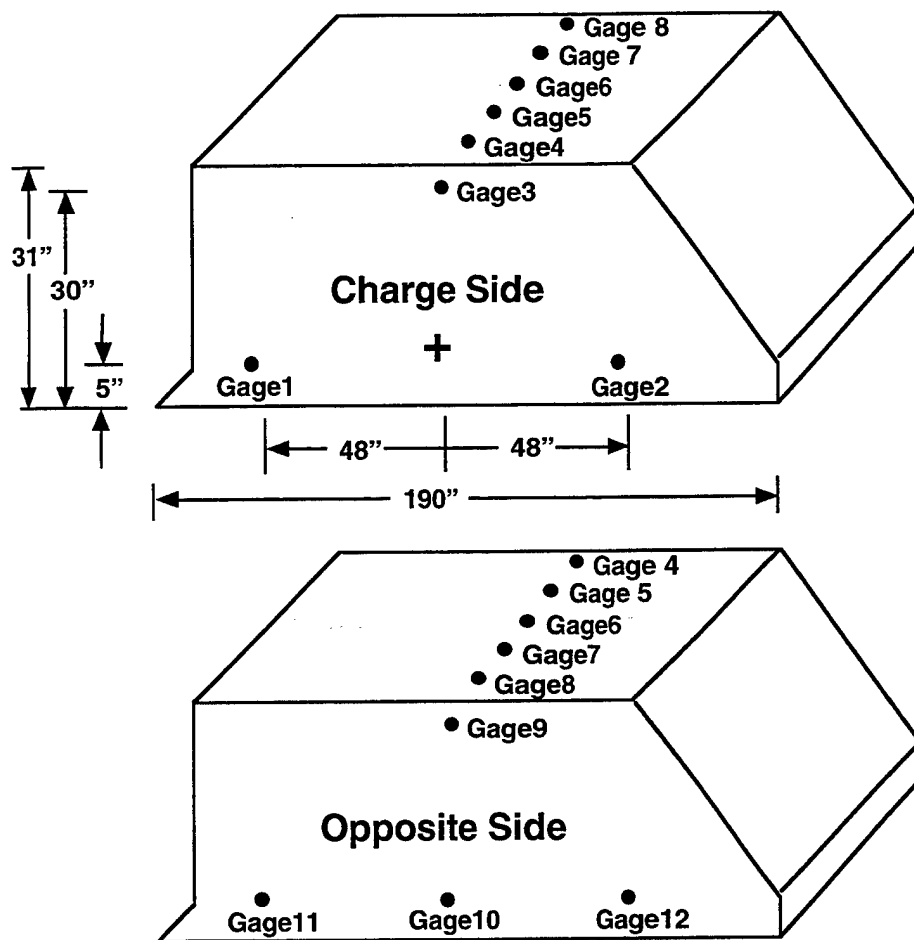 Gage 8
Gage 7
Gage6
Gage5
Gage4
Gage3
31”
30”
Charge Side
+
5”
Gage1
Gage2
48”
48”
190”
Gage 4
Gage 5
Gage6
Gage7
Gage8
Gage9
Opposite Side
Gage11
Gage10
Gage12